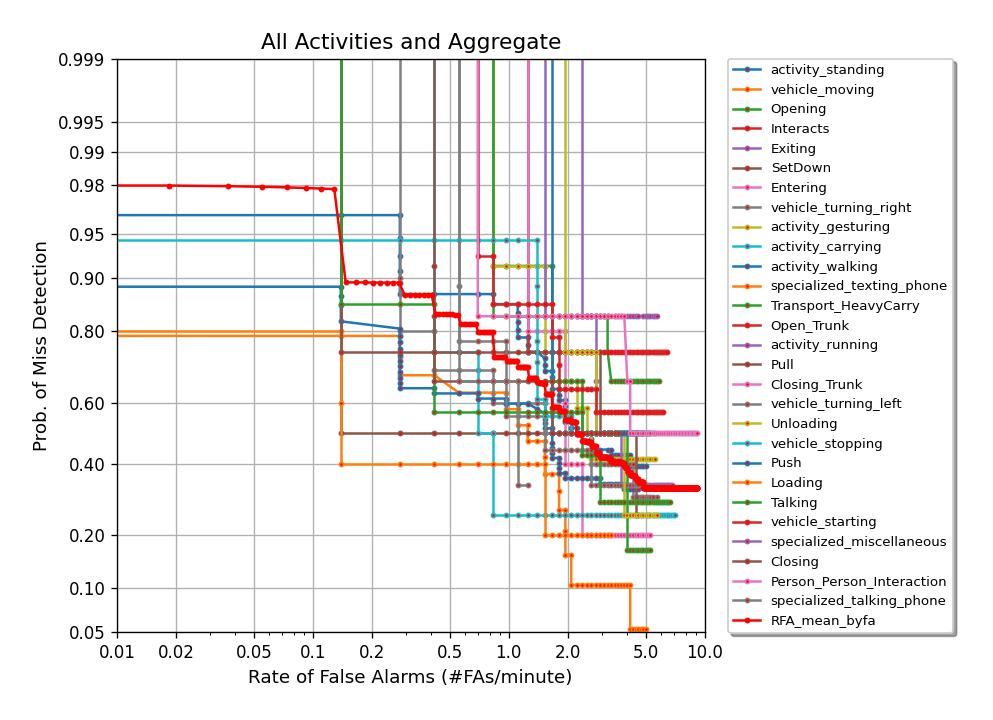 All Activities and Aggregate
Prob. of Miss Detection
0.999
0.995
0.99
0.98
0.95
0.90
0.80
0.60
0.40
0.20
0.10
0.05
0.01
0.02
0.05
0.1
0.2
0.5
1.0
2.0
5.0
10.0
Rate of False Alarms (#FAs/minute)
activity_standing
vehicle_moving
Opening
Interacts
Exiting
SetDown
Entering
vehicle_turning_right
activity_gesturing
activity_carrying
activity_walking
specialized_texting_phone
Transport_HeavyCarry
Open_Trunk
activity_running
Pull
Closing_Trunk
vehicle_turning_left
Unloading
vehicle_stopping
Push
Loading
Talking
vehicle_starting
specialized_miscellaneous
Closing
Person_Person_Interaction
specialized_talking_phone
RFA_mean_byfa